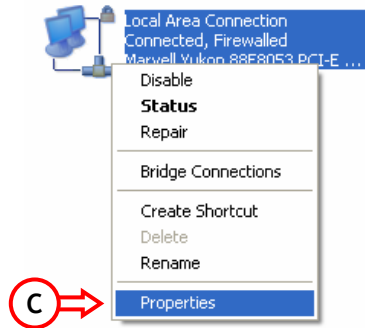 Local Area Connection
Connected, Firewalled
Marvell Yukon 88E8053 PCI-E ...
Disable
Status
Repair
Bridge Connections
Create Shortcut
Delete
Rename
C
Properties